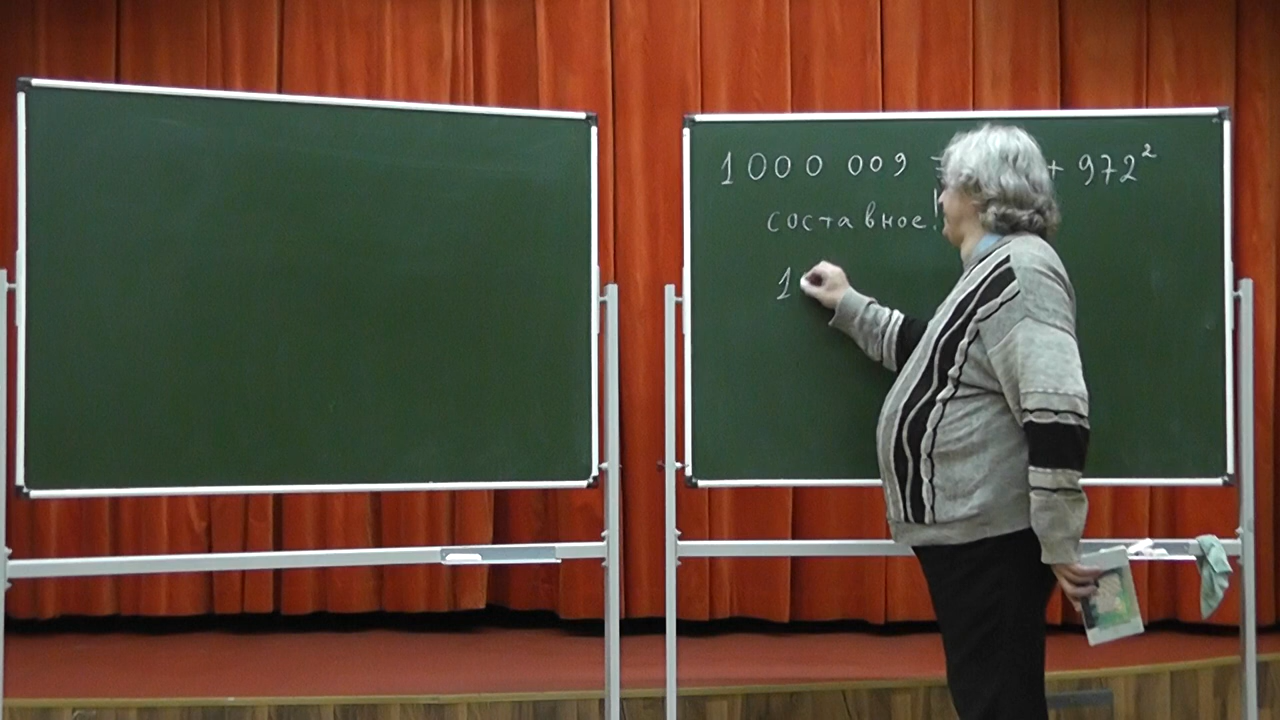 1000 009 = + 972²
составное!
1